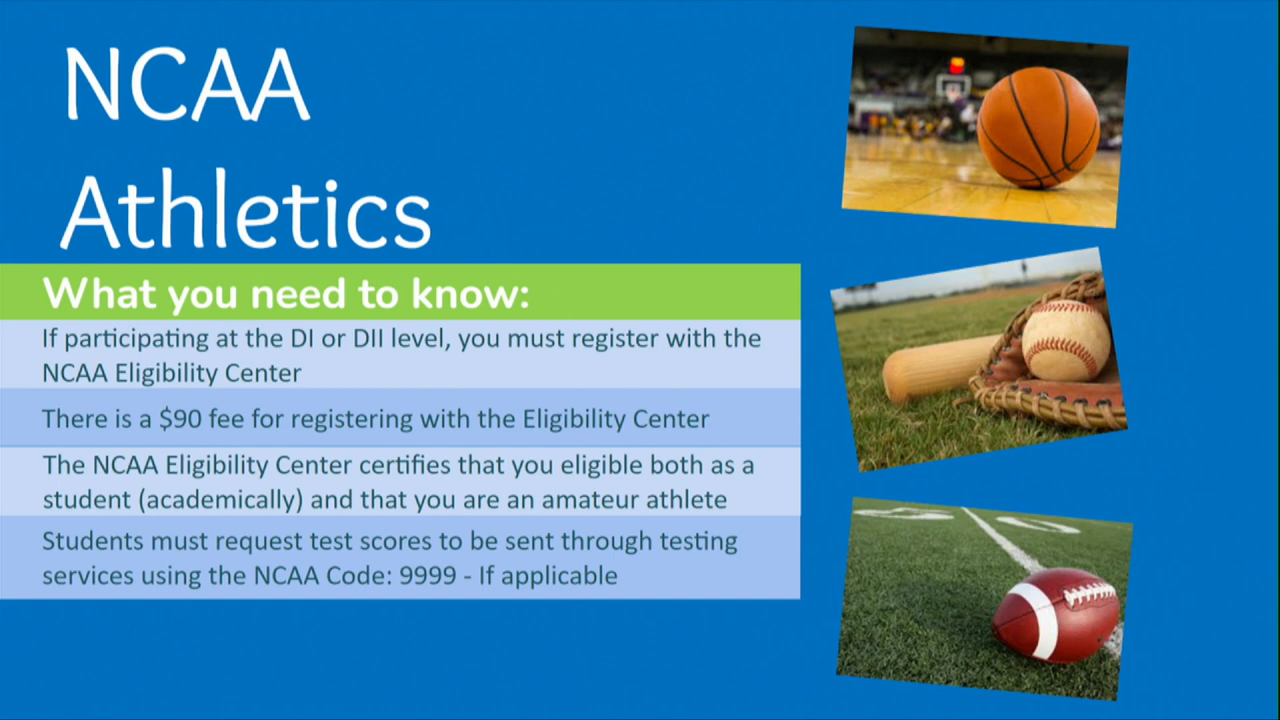 NCAA
Athletics
What you need to know:
If participating at the DI or DII level, you must register with the
NCAA Eligibility Center
There is a $90 fee for registering with the Eligibility Center
The NCAA Eligibility Center certifies that you eligible both as a
student (academically) and that you are an amateur athlete
Students must request test scores to be sent through testing
services using the NCAA Code: 9999 - If applicable